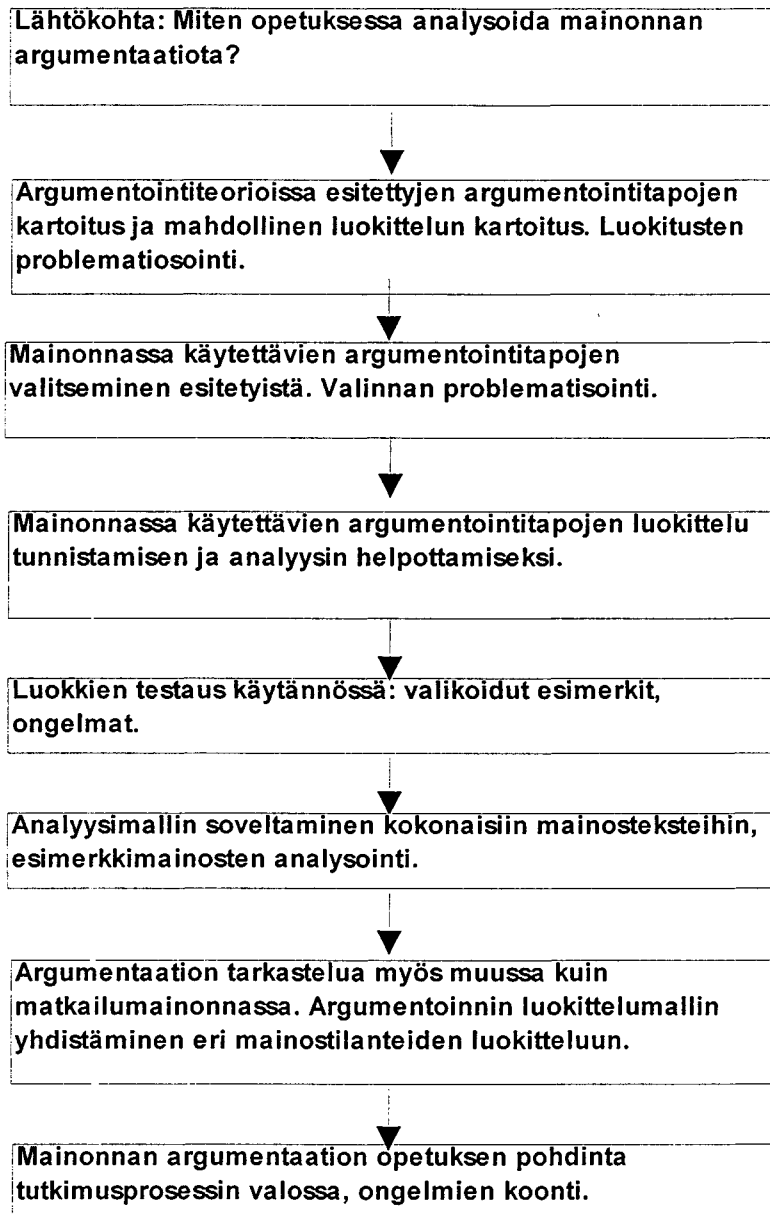 Lähtökohta: Miten opetuksessa analysoida mainonnan
argumentaatiota?
Argumentointiteorioissa esitettyjen argumentointitapojen
kartoitus ja mahdollinen luokittelun kartoitus. Luokitusten
problematiosointi.
Mainonnassa käytettävien argumentointitapojen
valitseminen esitetyistä. Valinnan problematisointi.
Mainonnassa käytettävien argumentointitapojen luokittelu
tunnistamisen ja analyysin helpottamiseksi.
Luokkien testaus käytännössä: valikoidut esimerkit,
ongelmat.
Analyysimallin soveltaminen kokonaisiin mainosteksteihin,
esimerkkimainosten analysointi.
Argumentaation tarkastelua myös muussa kuin
matkailumainonnassa. Argumentoinnin luokittelumallin
yhdistäminen eri mainostilanteiden luokitteluun.
Mainonnan argumentaation opetuksen pohdinta
tutkimusprosessin valossa, ongelmien koonti.